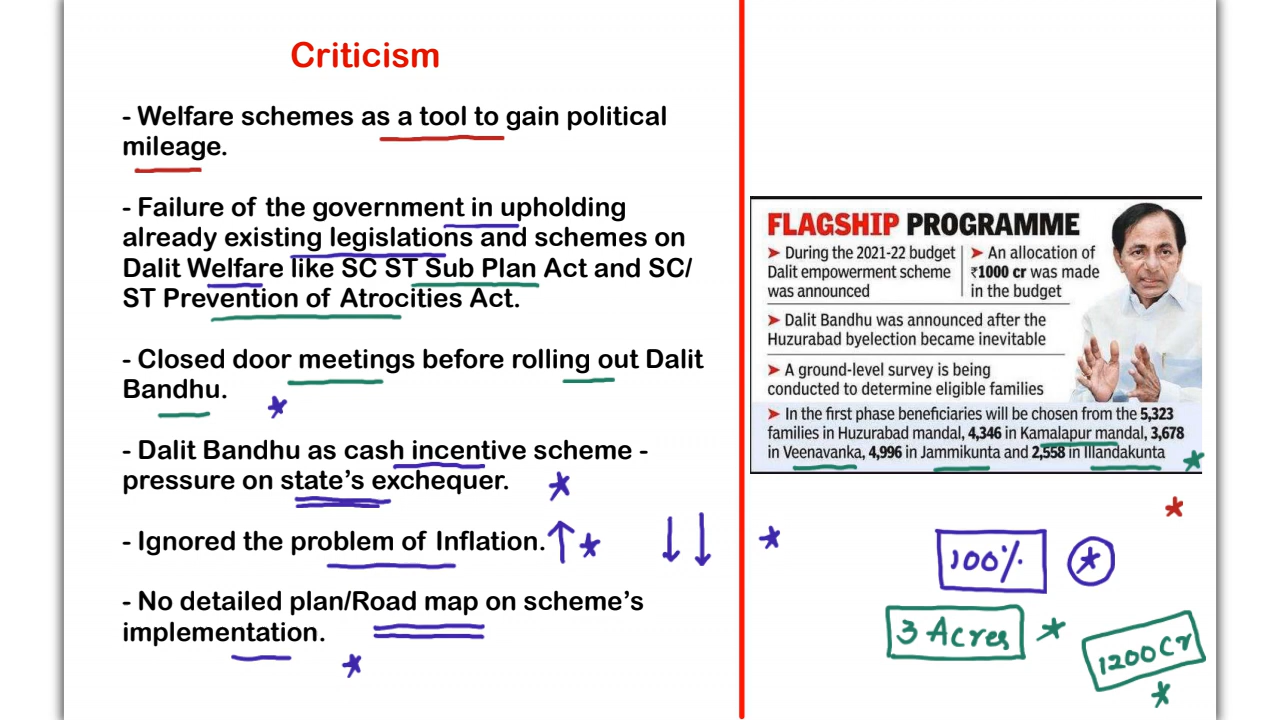 Criticism
- Welfare schemes as a tool to gain political
mileage.
- Failure of the government in upholding
already existing legislations and schemes on
Dalit Welfare like SC ST Sub Plan Act and SC/
ST Prevention of Atrocities Act.
- Closed door meetings before rolling out Dalit
Bandhu.
- Dalit Bandhu as cash incentive scheme -
pressure on state's exchequer.
- Ignored the problem of Inflation.
- No detailed plan/Road map on scheme's
implementation.
FLAGSHIP PROGRAMME
➤ During the 2021-22 budget
Dalit empowerment scheme
was announced
➤ An allocation of
₹1000 cr was made
in the budget
➤ Dalit Bandhu was announced after the
Huzurabad byelection became inevitable
➤ A ground-level survey is being
conducted to determine eligible families
➤ In the first phase beneficiaries will be chosen from the 5,323
families in Huzurabad mandal, 4,346 in Kamalapur mandal, 3,678
in Veenavanka, 4,996 in Jammikunta and 2,558 in Illandakunta
100%
3 Acres
1200 Cr